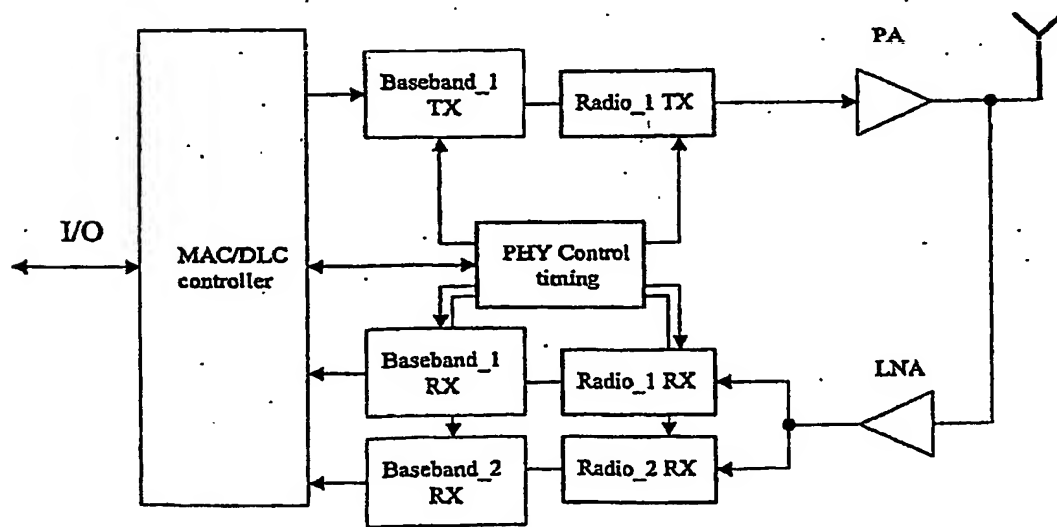 PA
Baseband_1
TX
Radio_1 TX
I/O
MAC/DLC
controller
PHY Control
timing
Baseband_1
RX
Radio_1 RX
LNA
Baseband_2
RX
Radio_2 RX